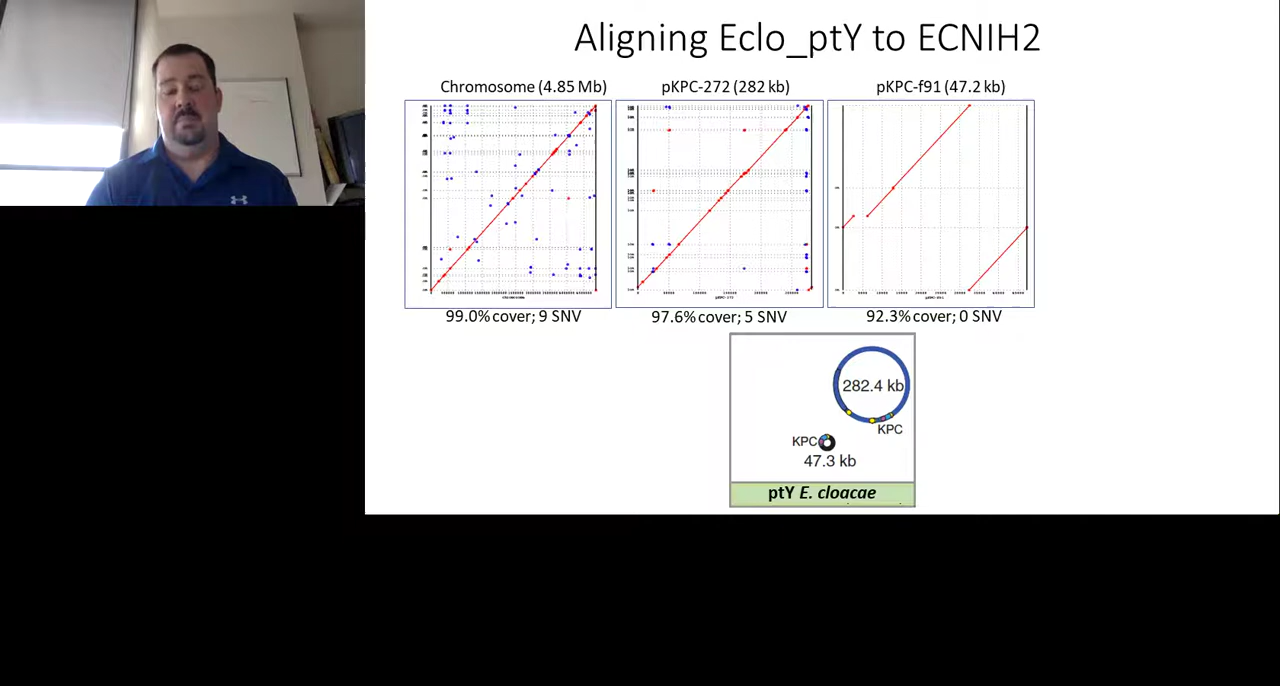 Aligning Eclo_ptY to ECNIH2
Chromosome (4.85 Mb)
pKPC-272 (282 kb)
pKPC-f91 (47.2 kb)
99.0% cover; 9 SNV
97.6% cover; 5 SNV
92.3% cover; 0 SNV
282.4 kb
KPC
KPC
47.3 kb
ptY E. cloacae